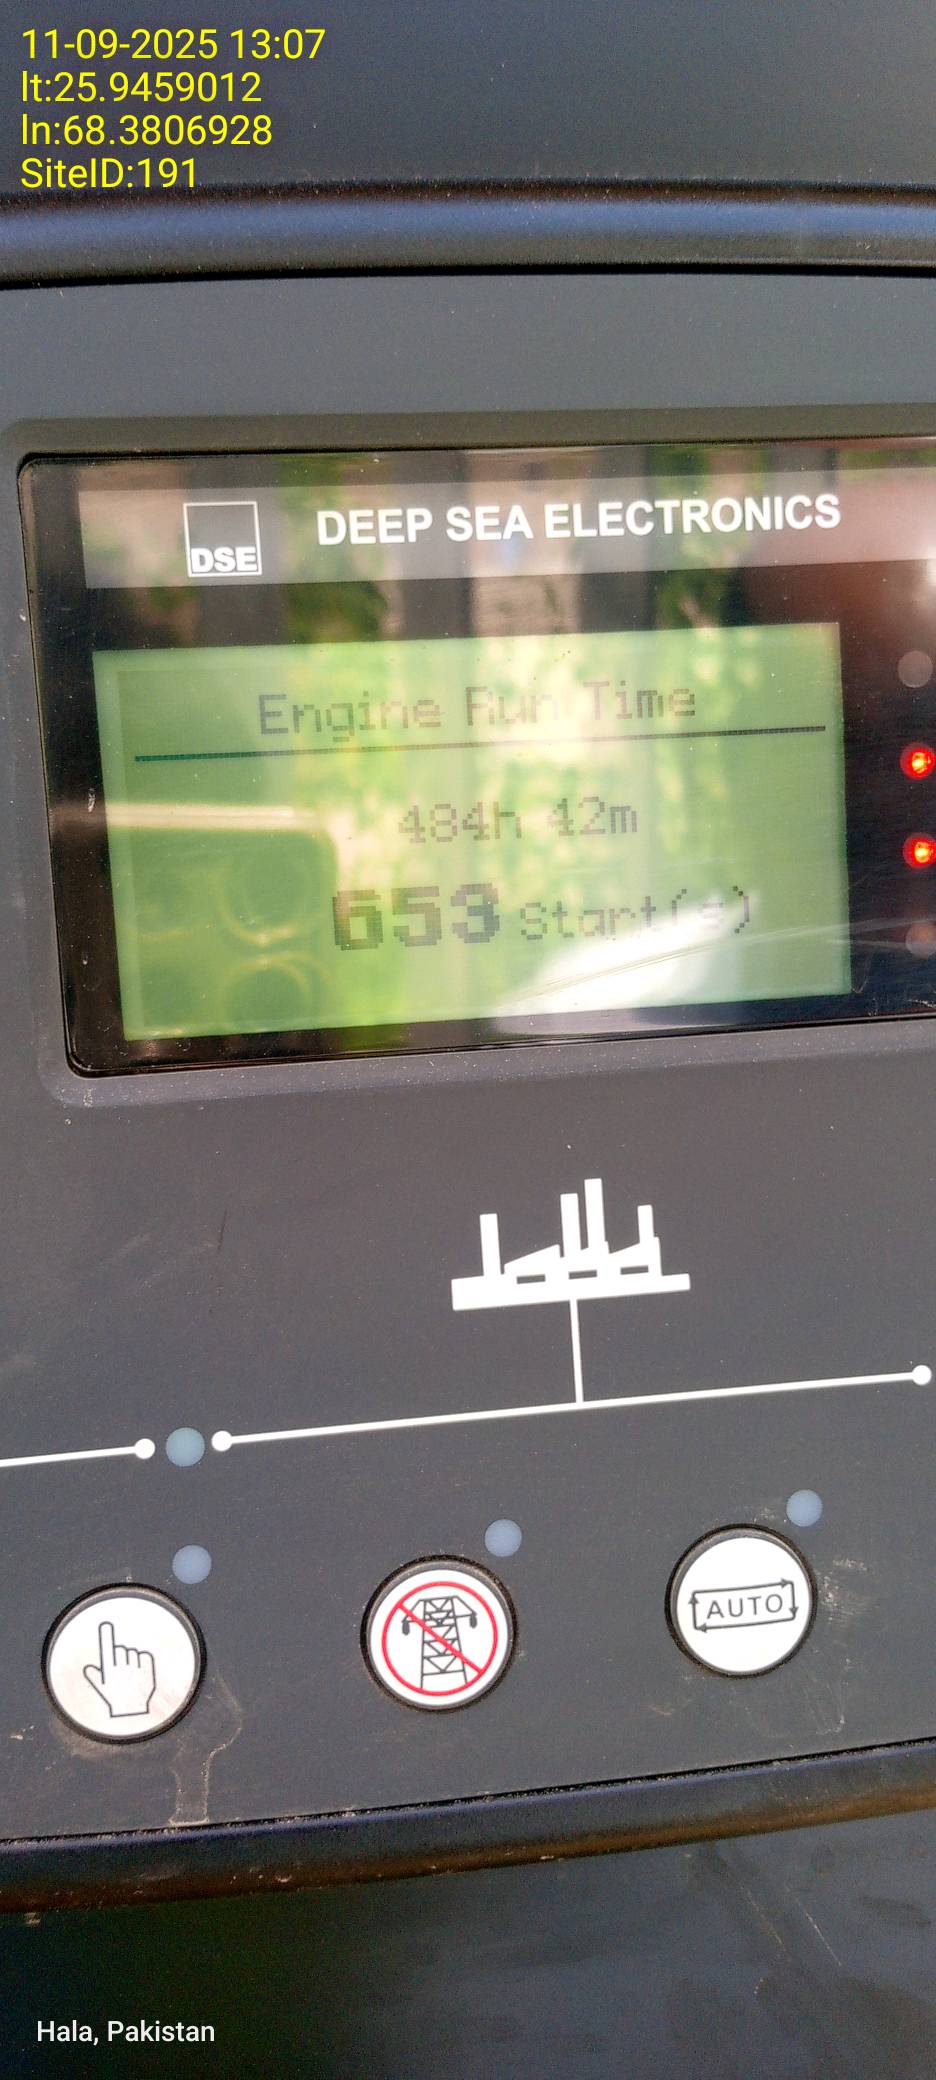 11-09-2025 13:07
lt:25.9459012
ln:68.3806928
SiteID:191
DSE
DEEP SEA ELECTRONICS
Engine Run Time
484h 42m
653 Start(s)
AUTO
Hala, Pakistan